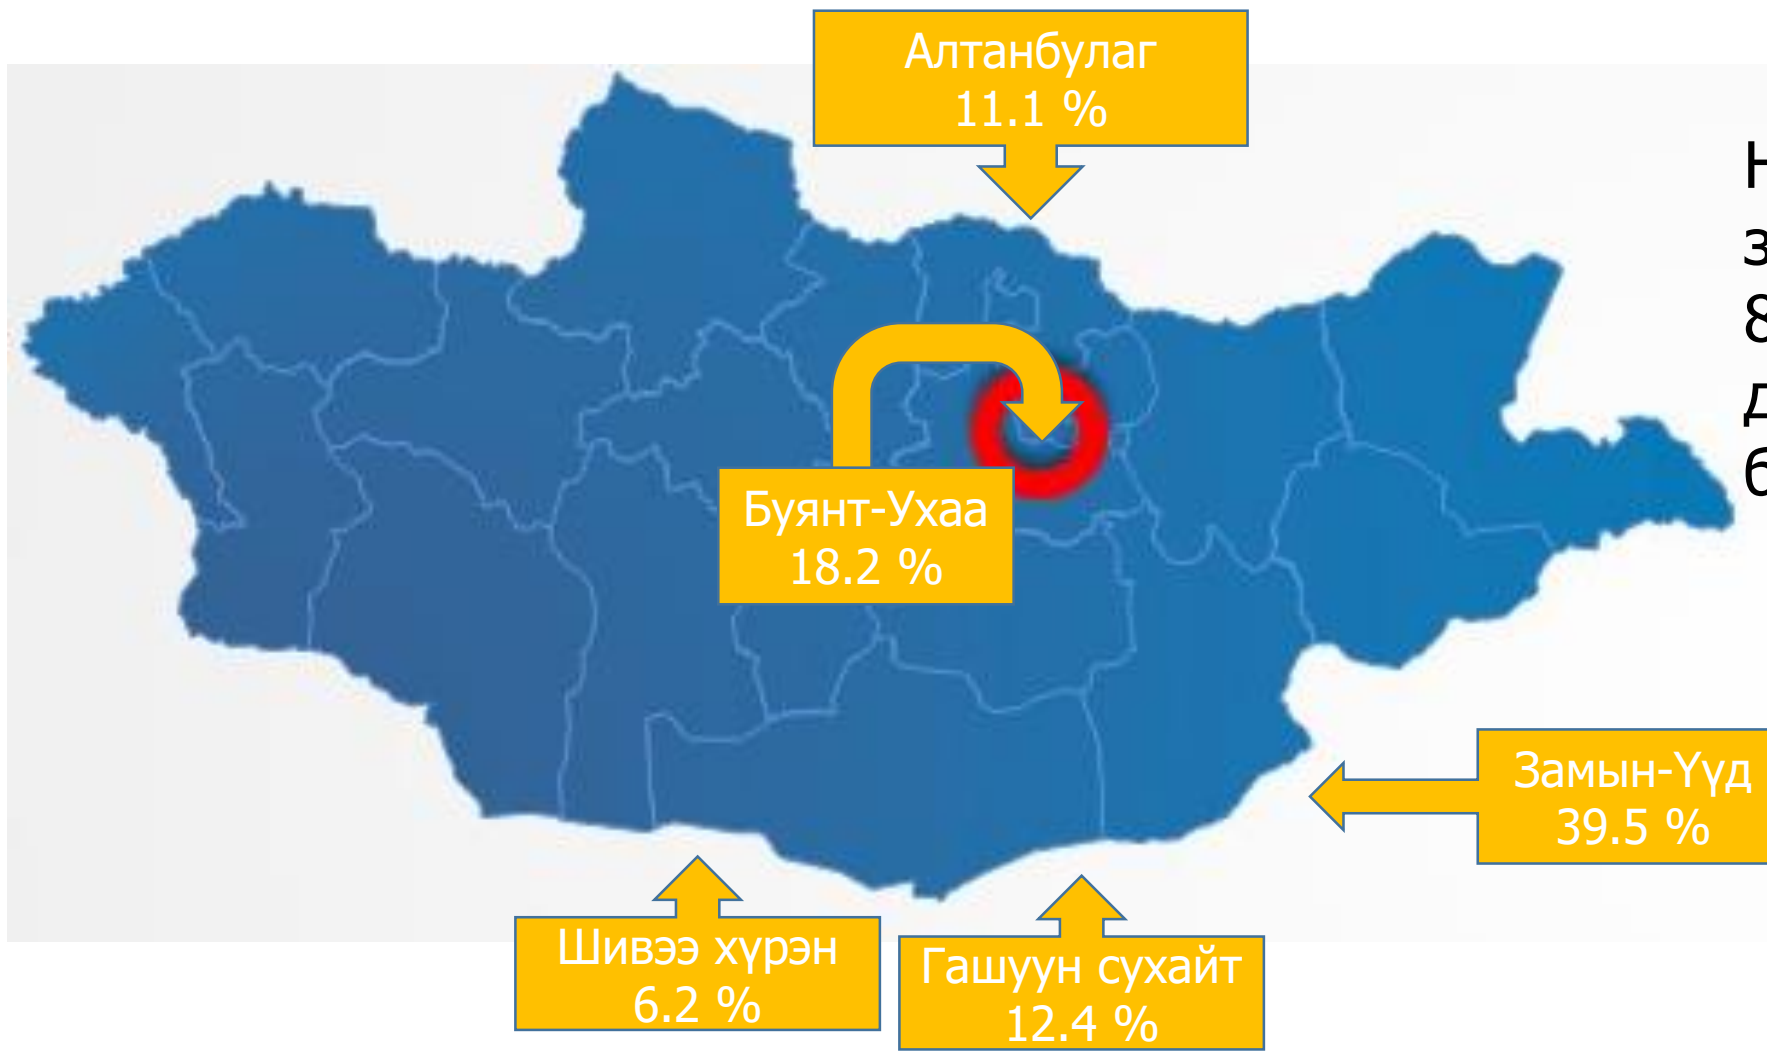 Алтанбулаг
11.1 %
Буянт-Ухаа
18.2 %
Замын-Үүд
39.5 %
Шивээ хүрэн
6.2 %
Гашуун сухайт
12.4 %